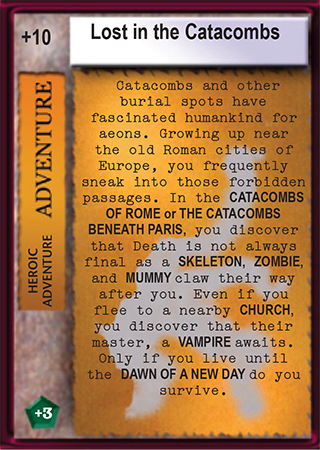 +10
Lost in the Catacombs
HEROIC
ADVENTURE
ADVENTURE
Catacombs and other
burial spots have
fascinated humankind for
aeons. Growing up near
the old Roman cities of
Europe, you frequently
sneak into those forbidden
passages. In the CATACOMBS
OF ROME or THE CATACOMBS
BENEATH PARIS, you discover
that Death is not always
final as a SKELETON, ZOMBIE,
and MUMMY claw their way
after you. Even if you
flee to a nearby CHURCH,
you discover that their
master, a VAMPIRE awaits.
Only if you live until
the DAWN OF A NEW DAY do you
survive.
+3